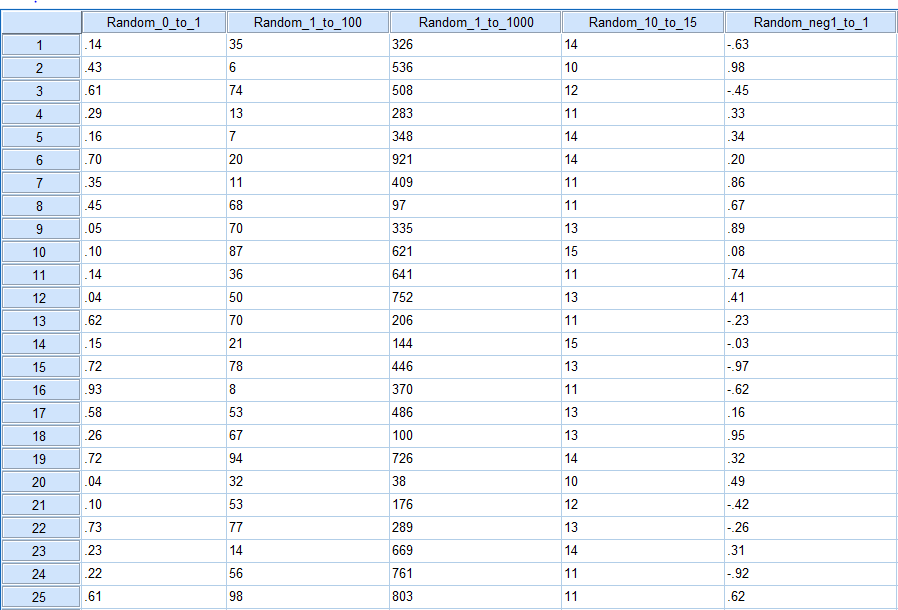 Random_0_to_1 Random_1_to_100 Random_1_to_1000 Random_10_to_15 Random_neg1_to_1
1 .14 35 326 14 -.63
2 .43 6 536 10 .98
3 .61 74 508 12 -.45
4 .29 13 283 11 .33
5 .16 7 348 14 .34
6 .70 20 921 14 .20
7 .35 11 409 11 .86
8 .45 68 97 11 .67
9 .05 70 335 13 .89
10 .10 87 621 15 .08
11 .14 36 641 11 .74
12 .04 50 752 13 .41
13 .62 70 206 11 -.23
14 .15 21 144 15 -.03
15 .72 78 446 13 -.97
16 .93 8 370 11 -.62
17 .58 53 486 13 .16
18 .26 67 100 13 .95
19 .72 94 726 14 .32
20 .04 32 38 10 .49
21 .10 53 176 12 -.42
22 .73 77 289 13 -.26
23 .23 14 669 14 .31
24 .22 56 761 11 -.92
25 .61 98 803 11 .62